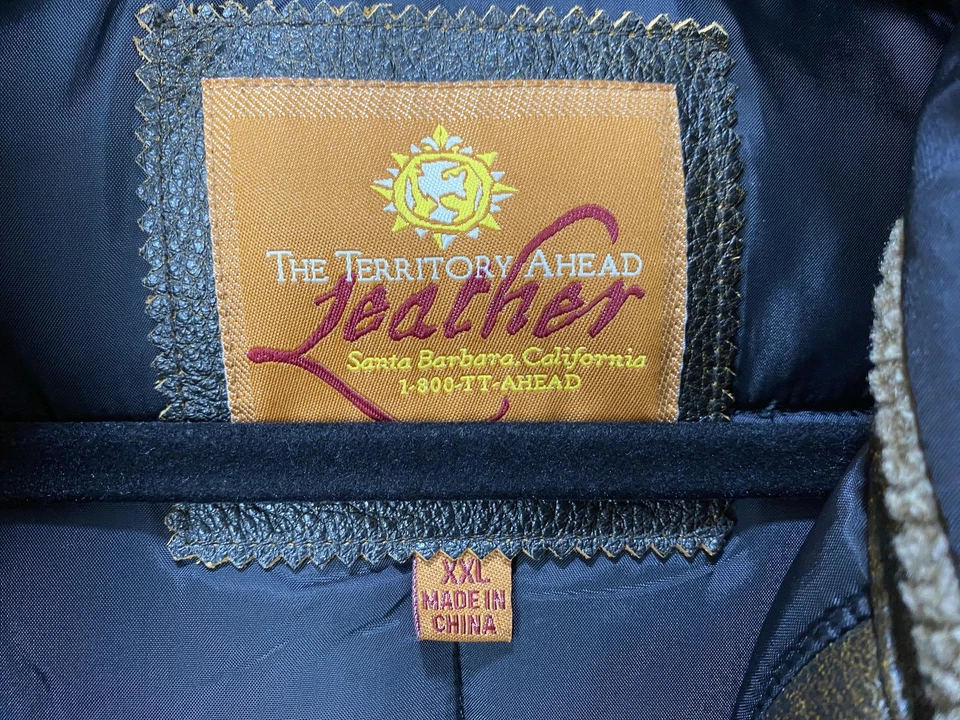 THE TERRITORY AHEAD
Leather
Santa Barbara, California
1-800-TT-AHEAD
XXL
MADE IN
CHINA